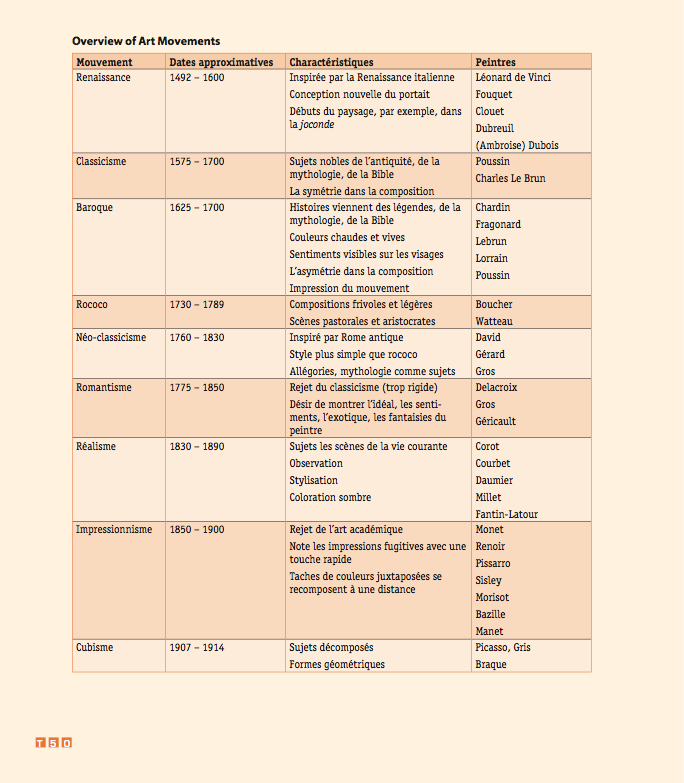 Overview of Art Movements
Mouvement Dates approximatives Charactéristiques Peintres
Renaissance 1492 – 1600 Inspirée par la Renaissance italienne Léonard de Vinci
Conception nouvelle du portait Fouquet
Débuts du paysage, par exemple, dans Clouet
la joconde Dubreuil
(Ambroise) Dubois
Classicisme 1575 – 1700 Sujets nobles de l'antiquité, de la Poussin
mythologie, de la Bible Charles Le Brun
La symétrie dans la composition
Baroque 1625 – 1700 Histoires viennent des légendes, de la Chardin
mythologie, de la Bible Fragonard
Couleurs chaudes et vives Lebrun
Sentiments visibles sur les visages Lorrain
L'asymétrie dans la composition Poussin
Impression du mouvement
Rococo 1730 – 1789 Compositions frivoles et légères Boucher
Scènes pastorales et aristocrates Watteau
Néo-classicisme 1760 – 1830 Inspiré par Rome antique David
Style plus simple que rococo Gérard
Allégories, mythologie comme sujets Gros
Romantisme 1775 – 1850 Rejet du classicisme (trop rigide) Delacroix
Désir de montrer l'idéal, les senti- Gros
ments, l'exotique, les fantaisies du Géricault
peintre
Réalisme 1830 – 1890 Sujets les scènes de la vie courante Corot
Observation Courbet
Stylisation Daumier
Coloration sombre Millet
Fantin-Latour
Impressionnisme 1850 – 1900 Rejet de l'art académique Monet
Note les impressions fugitives avec une Renoir
touche rapide Pissarro
Taches de couleurs juxtaposées se Sisley
recomposent à une distance Morisot
Bazille
Manet
Cubisme 1907 – 1914 Sujets décomposés Picasso, Gris
Formes géométriques Braque
T50